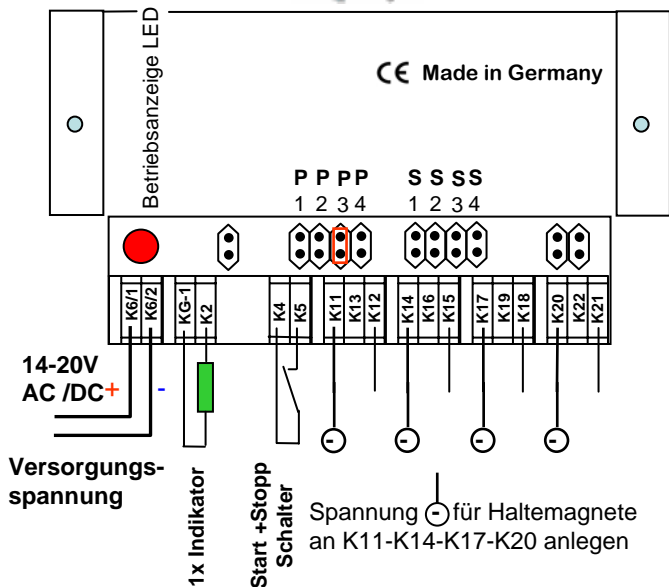 Betriebsanzeige LED
CE Made in Germany
P P P P
1 2 3 4
S S S S
1 2 3 4
K6/1 K6/2 KG-1 K2 K4 K5 K11 K13 K12 K14 K16 K15 K17 K19 K18 K20 K22 K21
14-20V
AC /DC+ -
Versorgungs-
spannung
1x Indikator
Start +Stopp
Schalter
- - - -
Spannung - für Haltemagnete
an K11-K14-K17-K20 anlegen